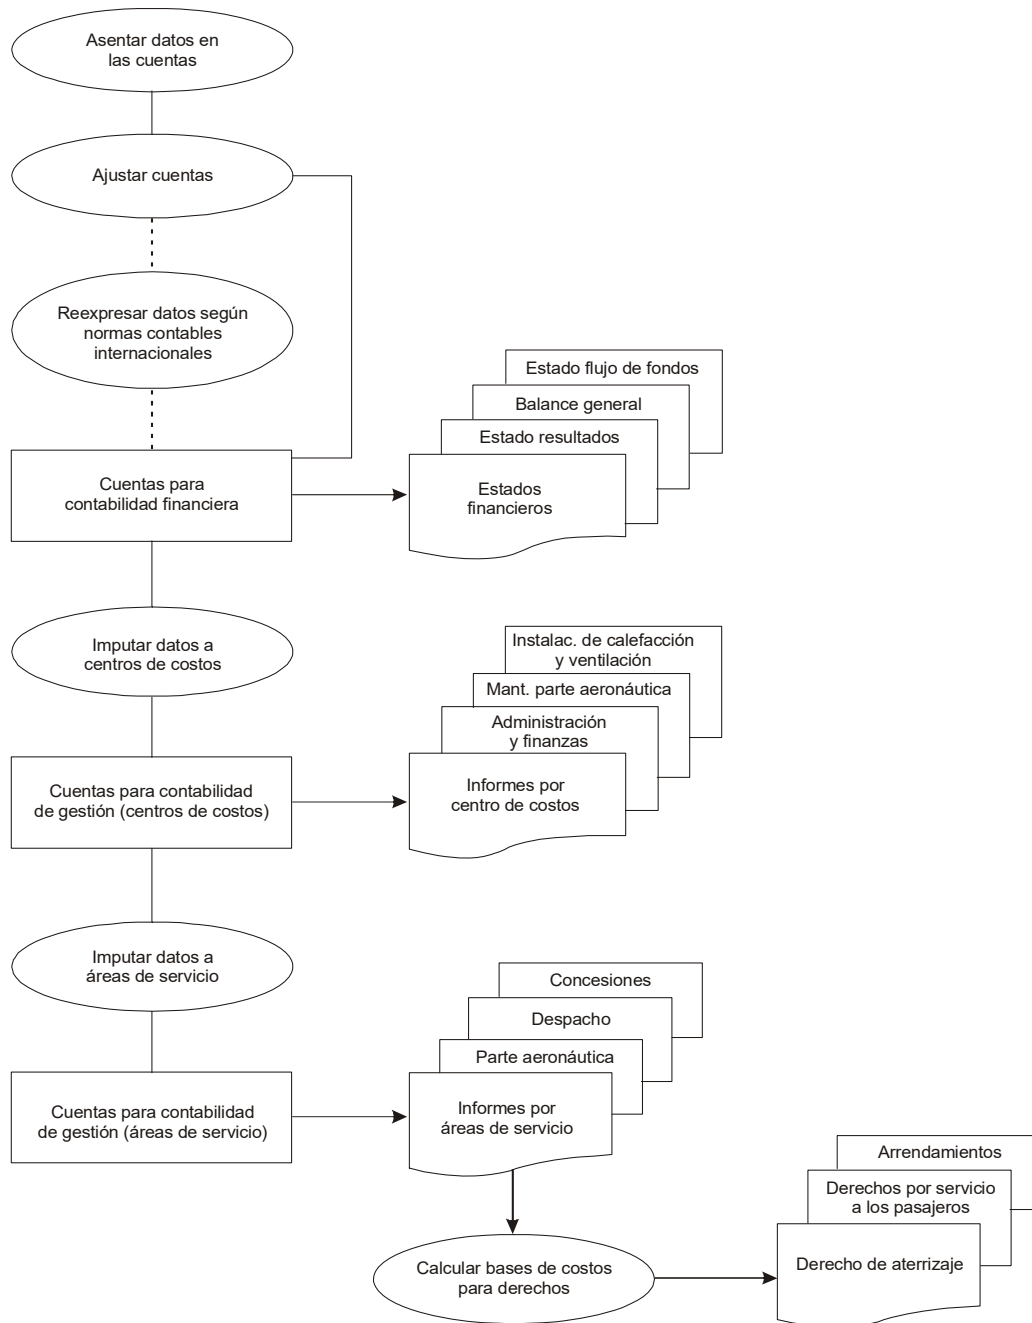 Asentar datos en
las cuentas
Ajustar cuentas
Reexpresar datos según
normas contables
internacionales
Estado flujo de fondos
Balance general
Estado resultados
Cuentas para
contabilidad financiera
Estados
financieros
Imputar datos a
centros de costos
Instalac. de calefacción
y ventilación
Mant. parte aeronáutica
Administración
y finanzas
Cuentas para contabilidad
de gestión (centros de costos)
Informes por
centro de costos
Imputar datos a
áreas de servicio
Concesiones
Despacho
Parte aeronáutica
Cuentas para contabilidad
de gestión (áreas de servicio)
Informes por
áreas de servicio
Arrendamientos
Derechos por servicio
a los pasajeros
Calcular bases de costos
para derechos
Derecho de aterrizaje